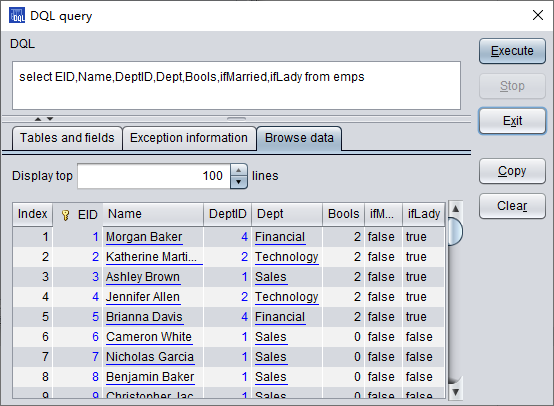 DQL query
DQL
select EID,Name,DeptID,Dept,Bools,ifMarried,ifLady from emps
Execute
Stop
Exit
Copy
Clear
Tables and fields Exception information Browse data
Display top 100 lines
Index EID Name DeptID Dept Bools ifM... ifLady
1 1 Morgan Baker 4 Financial 2 false true
2 2 Katherine Marti... 2 Technology 2 false true
3 3 Ashley Brown 1 Sales 2 false true
4 4 Jennifer Allen 2 Technology 2 false true
5 5 Brianna Davis 4 Financial 2 false true
6 6 Cameron White 1 Sales 0 false false
7 7 Nicholas Garcia 1 Sales 0 false false
8 8 Benjamin Baker 1 Sales 0 false false
9 9 Christopher Jac 1 Sales 0 false false